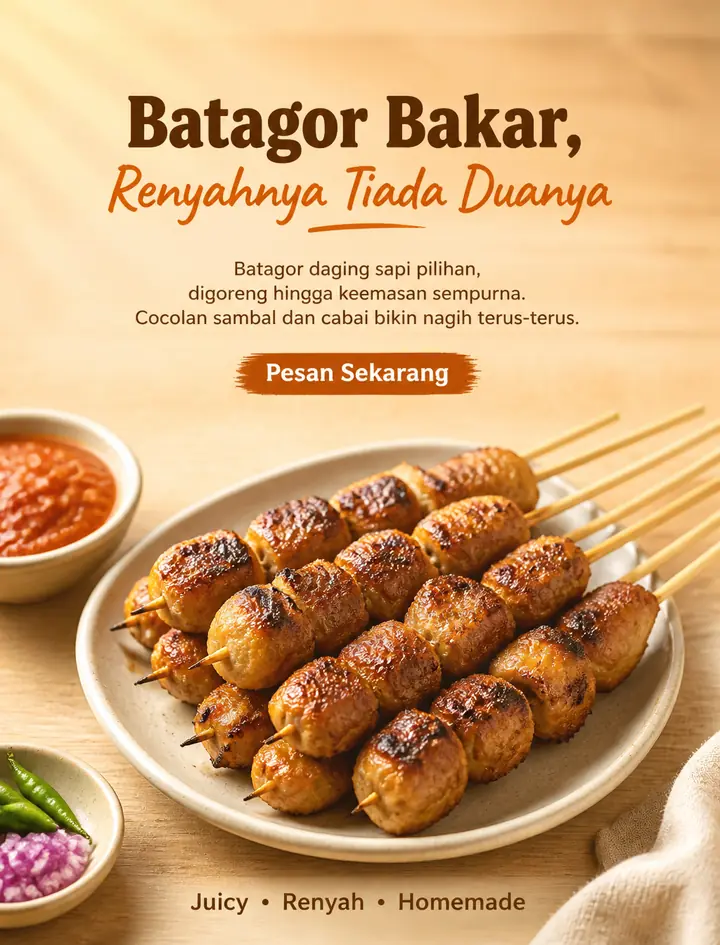 Batagor Bakar,
Renyahnya Tiada Duanya
Batagor daging sapi pilihan,
digoreng hingga keemasan sempurna.
Cocolan sambal dan cabai bikin nagih terus-terus.
Pesan Sekarang
Juicy • Renyah • Homemade